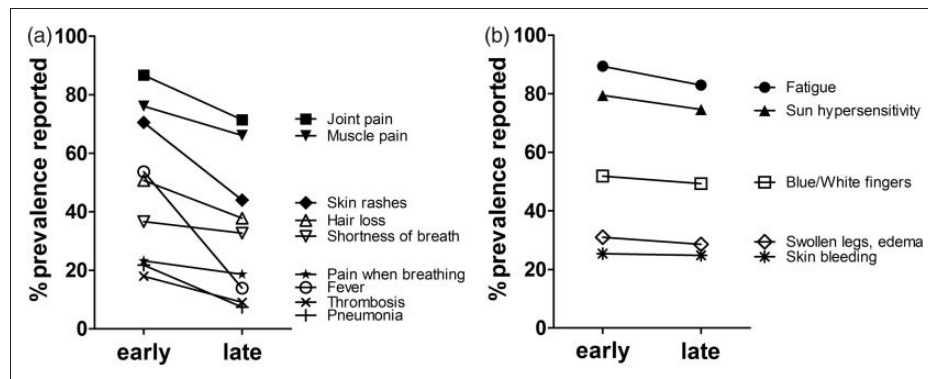 (a)
% prevalence reported
100
80
60
40
20
0
early late
Joint pain
Muscle pain
Skin rashes
Hair loss
Shortness of breath
Pain when breathing
Fever
Thrombosis
Pneumonia
(b)
% prevalence reported
100
80
60
40
20
0
early late
Fatigue
Sun hypersensitivity
Blue/White fingers
Swollen legs, edema
Skin bleeding